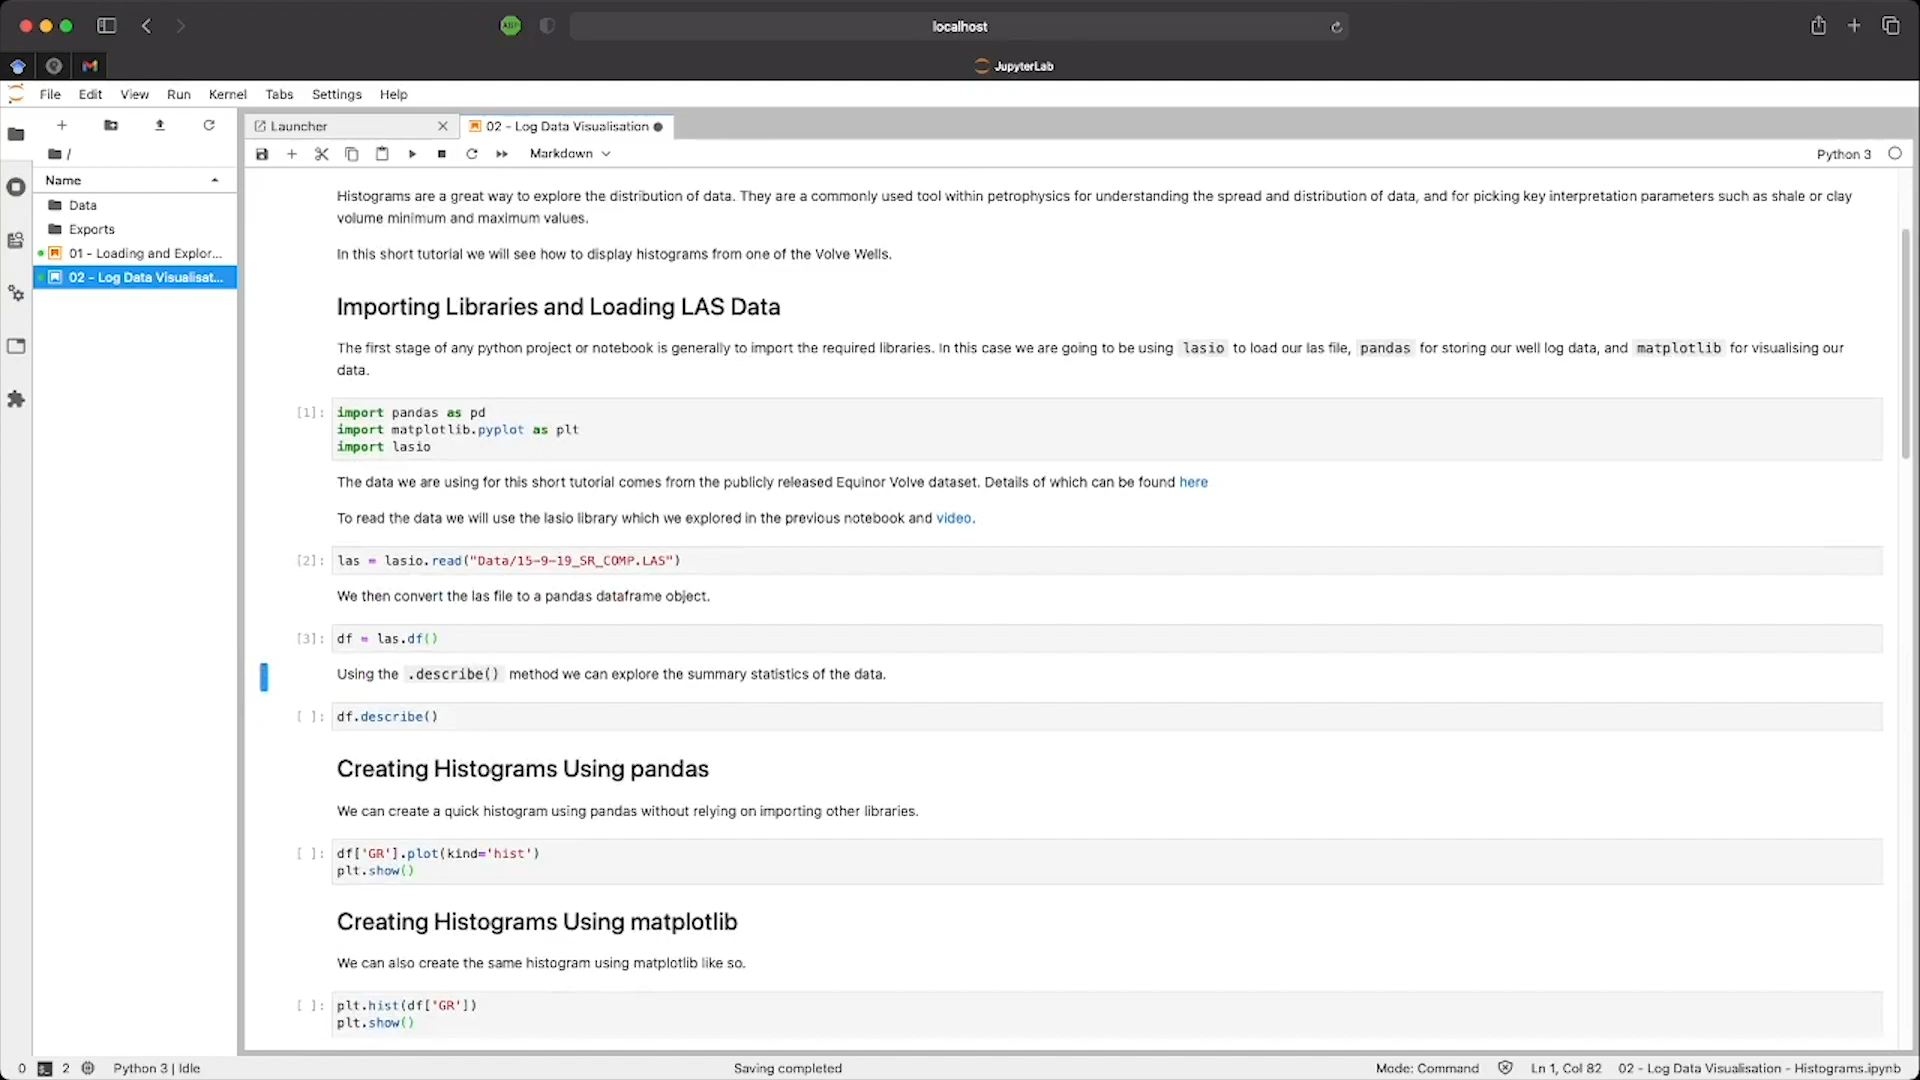 localhost
JupyterLab
File Edit View Run Kernel Tabs Settings Help
Launcher
02 - Log Data Visualisation
/
Markdown
Python 3
Name
Data
Exports
01 - Loading and Explor...
02 - Log Data Visualisat...
Histograms are a great way to explore the distribution of data. They are a commonly used tool within petrophysics for understanding the spread and distribution of data, and for picking key interpretation parameters such as shale or clay
volume minimum and maximum values.
In this short tutorial we will see how to display histograms from one of the Volve Wells.
Importing Libraries and Loading LAS Data
The first stage of any python project or notebook is generally to import the required libraries. In this case we are going to be using lasio to load our las file, pandas for storing our well log data, and matplotlib for visualising our
data.
[1]: import pandas as pd
import matplotlib.pyplot as plt
import lasio
The data we are using for this short tutorial comes from the publicly released Equinor Volve dataset. Details of which can be found here
To read the data we will use the lasio library which we explored in the previous notebook and video.
[2]: las = lasio.read("Data/15-9-19_SR_COMP.LAS")
We then convert the las file to a pandas dataframe object.
[3]: df = las.df()
Using the .describe() method we can explore the summary statistics of the data.
[ ]: df.describe()
Creating Histograms Using pandas
We can create a quick histogram using pandas without relying on importing other libraries.
[ ]: df['GR'].plot(kind='hist')
plt.show()
Creating Histograms Using matplotlib
We can also create the same histogram using matplotlib like so.
[ ]: plt.hist(df['GR'])
plt.show()
0 2 Python 3 | Idle Saving completed Mode: Command Ln 1, Col 82 02 - Log Data Visualisation - Histograms.ipynb